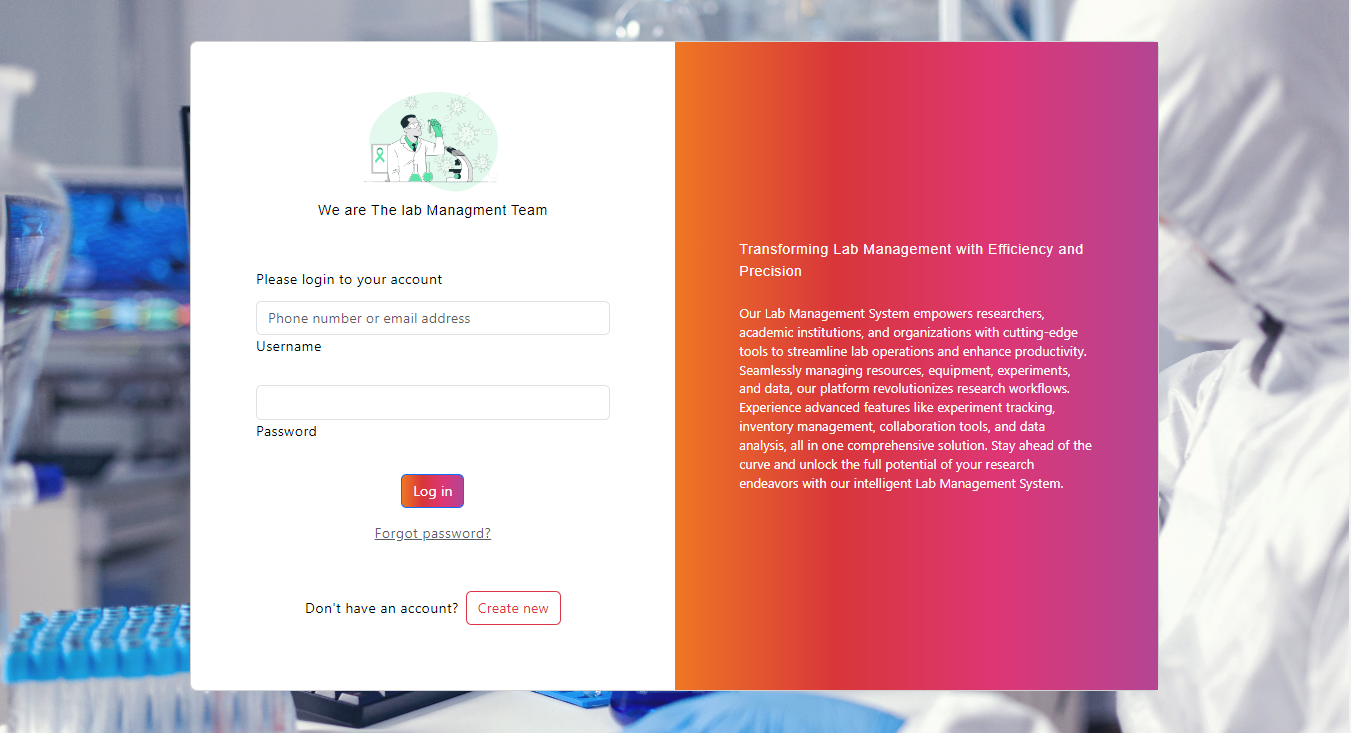 We are The lab Managment Team
Please login to your account
Phone number or email address
Username
Password
Log in
Forgot password?
Don't have an account? Create new
Transforming Lab Management with Efficiency and
Precision
Our Lab Management System empowers researchers,
academic institutions, and organizations with cutting-edge
tools to streamline lab operations and enhance productivity.
Seamlessly managing resources, equipment, experiments,
and data, our platform revolutionizes research workflows.
Experience advanced features like experiment tracking,
inventory management, collaboration tools, and data
analysis, all in one comprehensive solution. Stay ahead of the
curve and unlock the full potential of your research
endeavors with our intelligent Lab Management System.